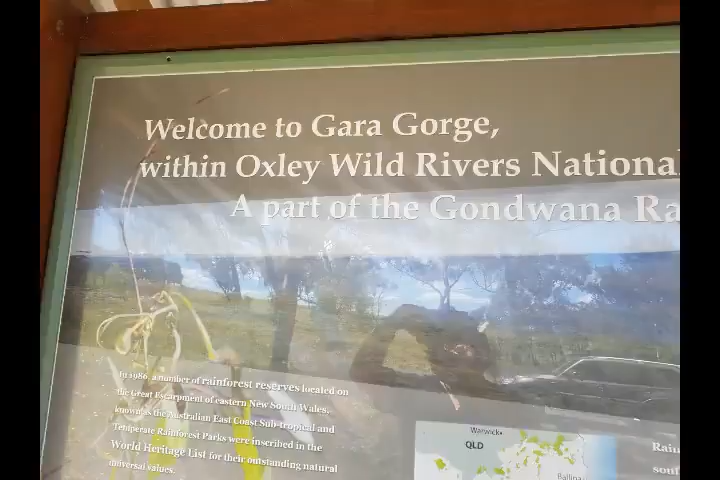 Welcome to Gara Gorge,
within Oxley Wild Rivers National
A part of the Gondwana Ra
In 1986, a number of rainforest reserves located on
the Great Escarpment of eastern New South Wales,
known as the Australian East Coast Sub-tropical and
Temperate Rainforest Parks were inscribed in the
World Heritage List for their outstanding natural
universal values.
Warwick
QLD
Ballina
Rain
sout